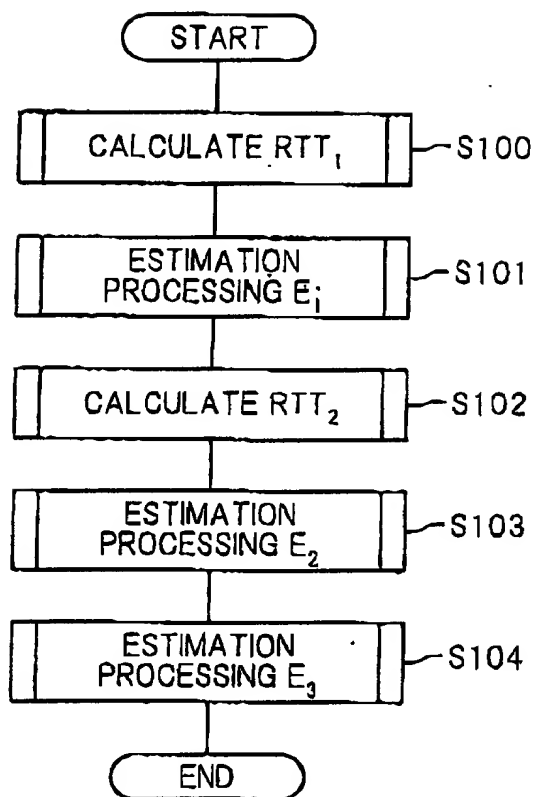 START
CALCULATE RTT₁
S100
ESTIMATION
PROCESSING Eᵢ
S101
CALCULATE RTT₂
S102
ESTIMATION
PROCESSING E₂
S103
ESTIMATION
PROCESSING E₃
S104
END